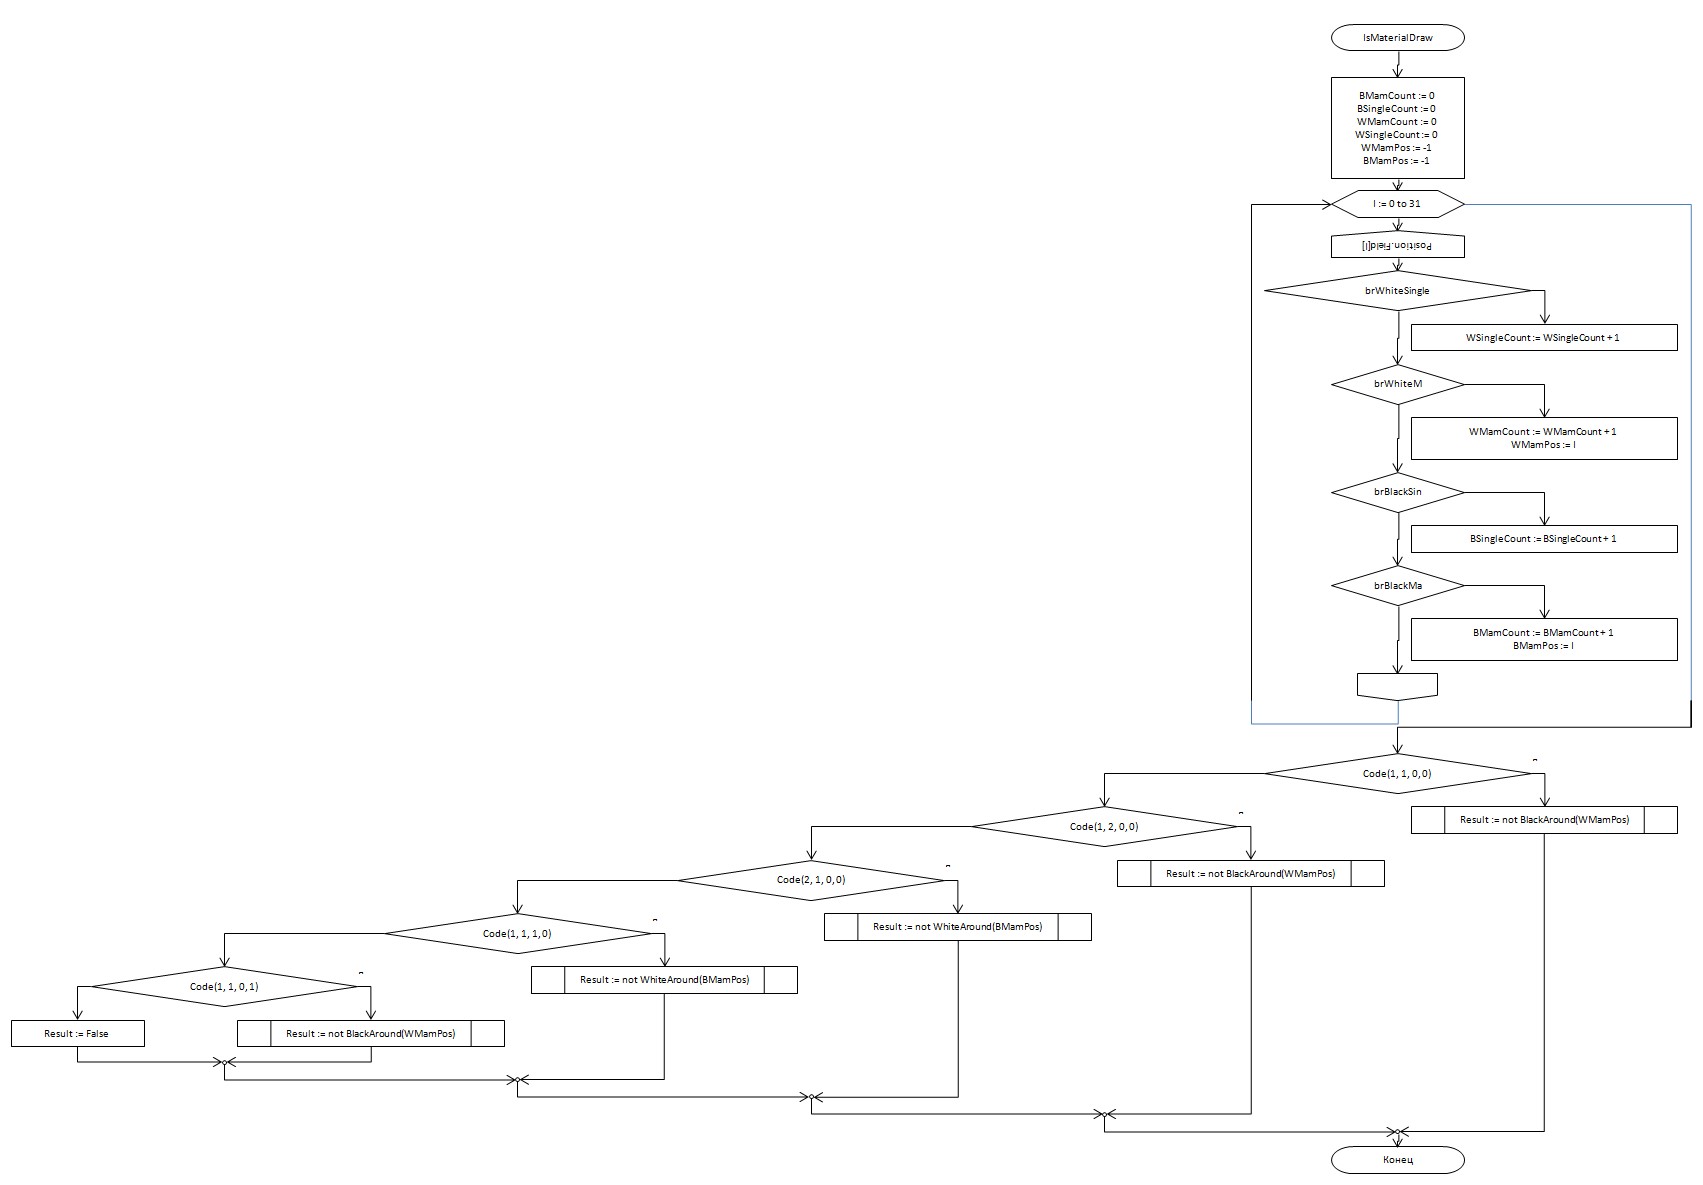 IsMaterialDraw
BMamCount := 0
BSingleCount := 0
WMamCount := 0
WSingleCount := 0
WMamPos := -1
BMamPos := -1
I := 0 to 31
Position.Field[I]
brWhiteSingle
WSingleCount := WSingleCount + 1
brWhiteM
WMamCount := WMamCount + 1
WMamPos := I
brBlackSin
BSingleCount := BSingleCount + 1
brBlackMa
BMamCount := BMamCount + 1
BMamPos := I
Code(1, 1, 0, 0)
Result := not BlackAround(WMamPos)
Code(1, 2, 0, 0)
Result := not BlackAround(WMamPos)
Code(2, 1, 0, 0)
Result := not WhiteAround(BMamPos)
Code(1, 1, 1, 0)
Result := not WhiteAround(BMamPos)
Code(1, 1, 0, 1)
Result := False
Result := not BlackAround(WMamPos)
Конец